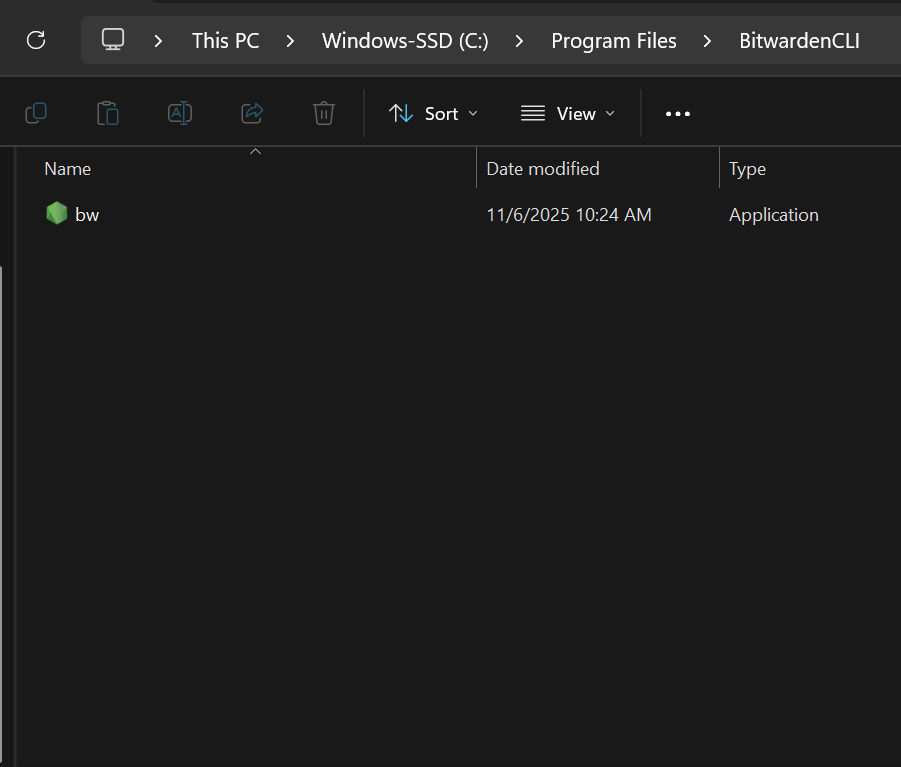 This PC > Windows-SSD (C:) > Program Files > BitwardenCLI
Sort View
Name Date modified Type
bw 11/6/2025 10:24 AM Application